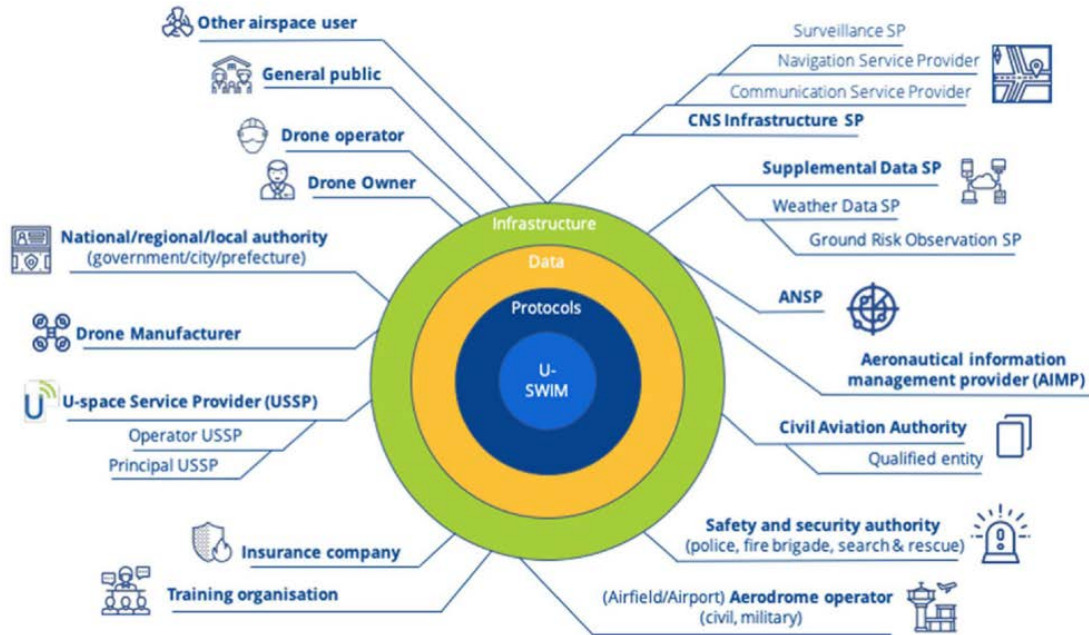 Other airspace user
General public
Drone operator
Drone Owner
National/regional/local authority
(government/city/prefecture)
Drone Manufacturer
U
U-space Service Provider (USSP)
Operator USSP
Principal USSP
Insurance company
Training organisation
Infrastructure
Data
Protocols
U-
SWIM
Surveillance SP
Navigation Service Provider
Communication Service Provider
CNS Infrastructure SP
Supplemental Data SP
Weather Data SP
Ground Risk Observation SP
ANSP
Aeronautical information
management provider (AIMP)
Civil Aviation Authority
Qualified entity
Safety and security authority
(police, fire brigade, search & rescue)
(Airfield/Airport) Aerodrome operator
(civil, military)